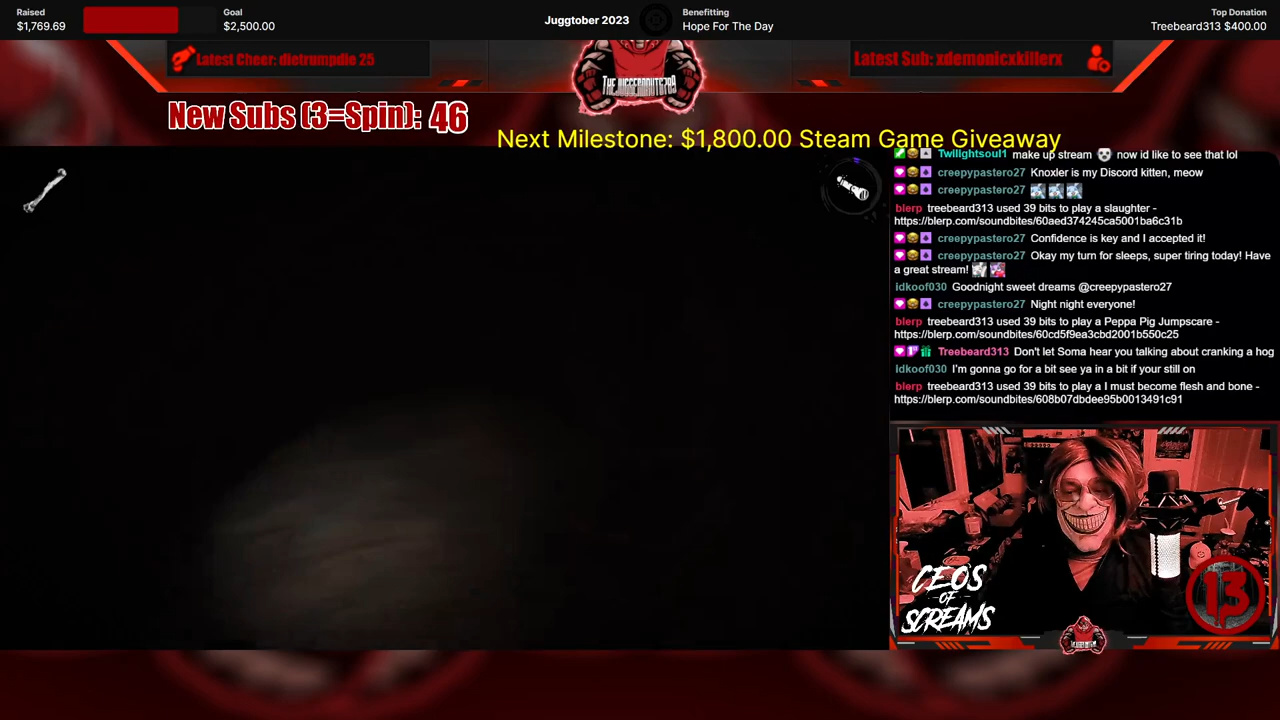 Raised
$1,769.69
Goal
$2,500.00
Juggtober 2023
Benefitting
Hope For The Day
Top Donation
Treebeard313 $400.00
Latest Cheer: dietrumpdie 25
THEJUGGERNAUT6789
Latest Sub: xdemonicxkillerx
New Subs (3=Spin): 46
Next Milestone: $1,800.00 Steam Game Giveaway
Twilightsoul1 make up stream now id like to see that lol
creepypastero27 Knoxler is my Discord kitten, meow
creepypastero27
blerp treebeard313 used 39 bits to play a slaughter -
https://blerp.com/soundbites/60aed374245ca5001ba6c31b
creepypastero27 Confidence is key and I accepted it!
creepypastero27 Okay my turn for sleeps, super tiring today! Have
a great stream!
idkoof030 Goodnight sweet dreams @creepypastero27
creepypastero27 Night night everyone!
blerp treebeard313 used 39 bits to play a Peppa Pig Jumpscare -
https://blerp.com/soundbites/60cd5f9ea3cbd2001b550c25
Treebeard313 Don't let Soma hear you talking about cranking a hog
idkoof030 I'm gonna go for a bit see ya in a bit if your still on
blerp treebeard313 used 39 bits to play a I must become flesh and bone -
https://blerp.com/soundbites/608b07dbdee95b0013491c91
CEOS
OF
SCREAMS
13